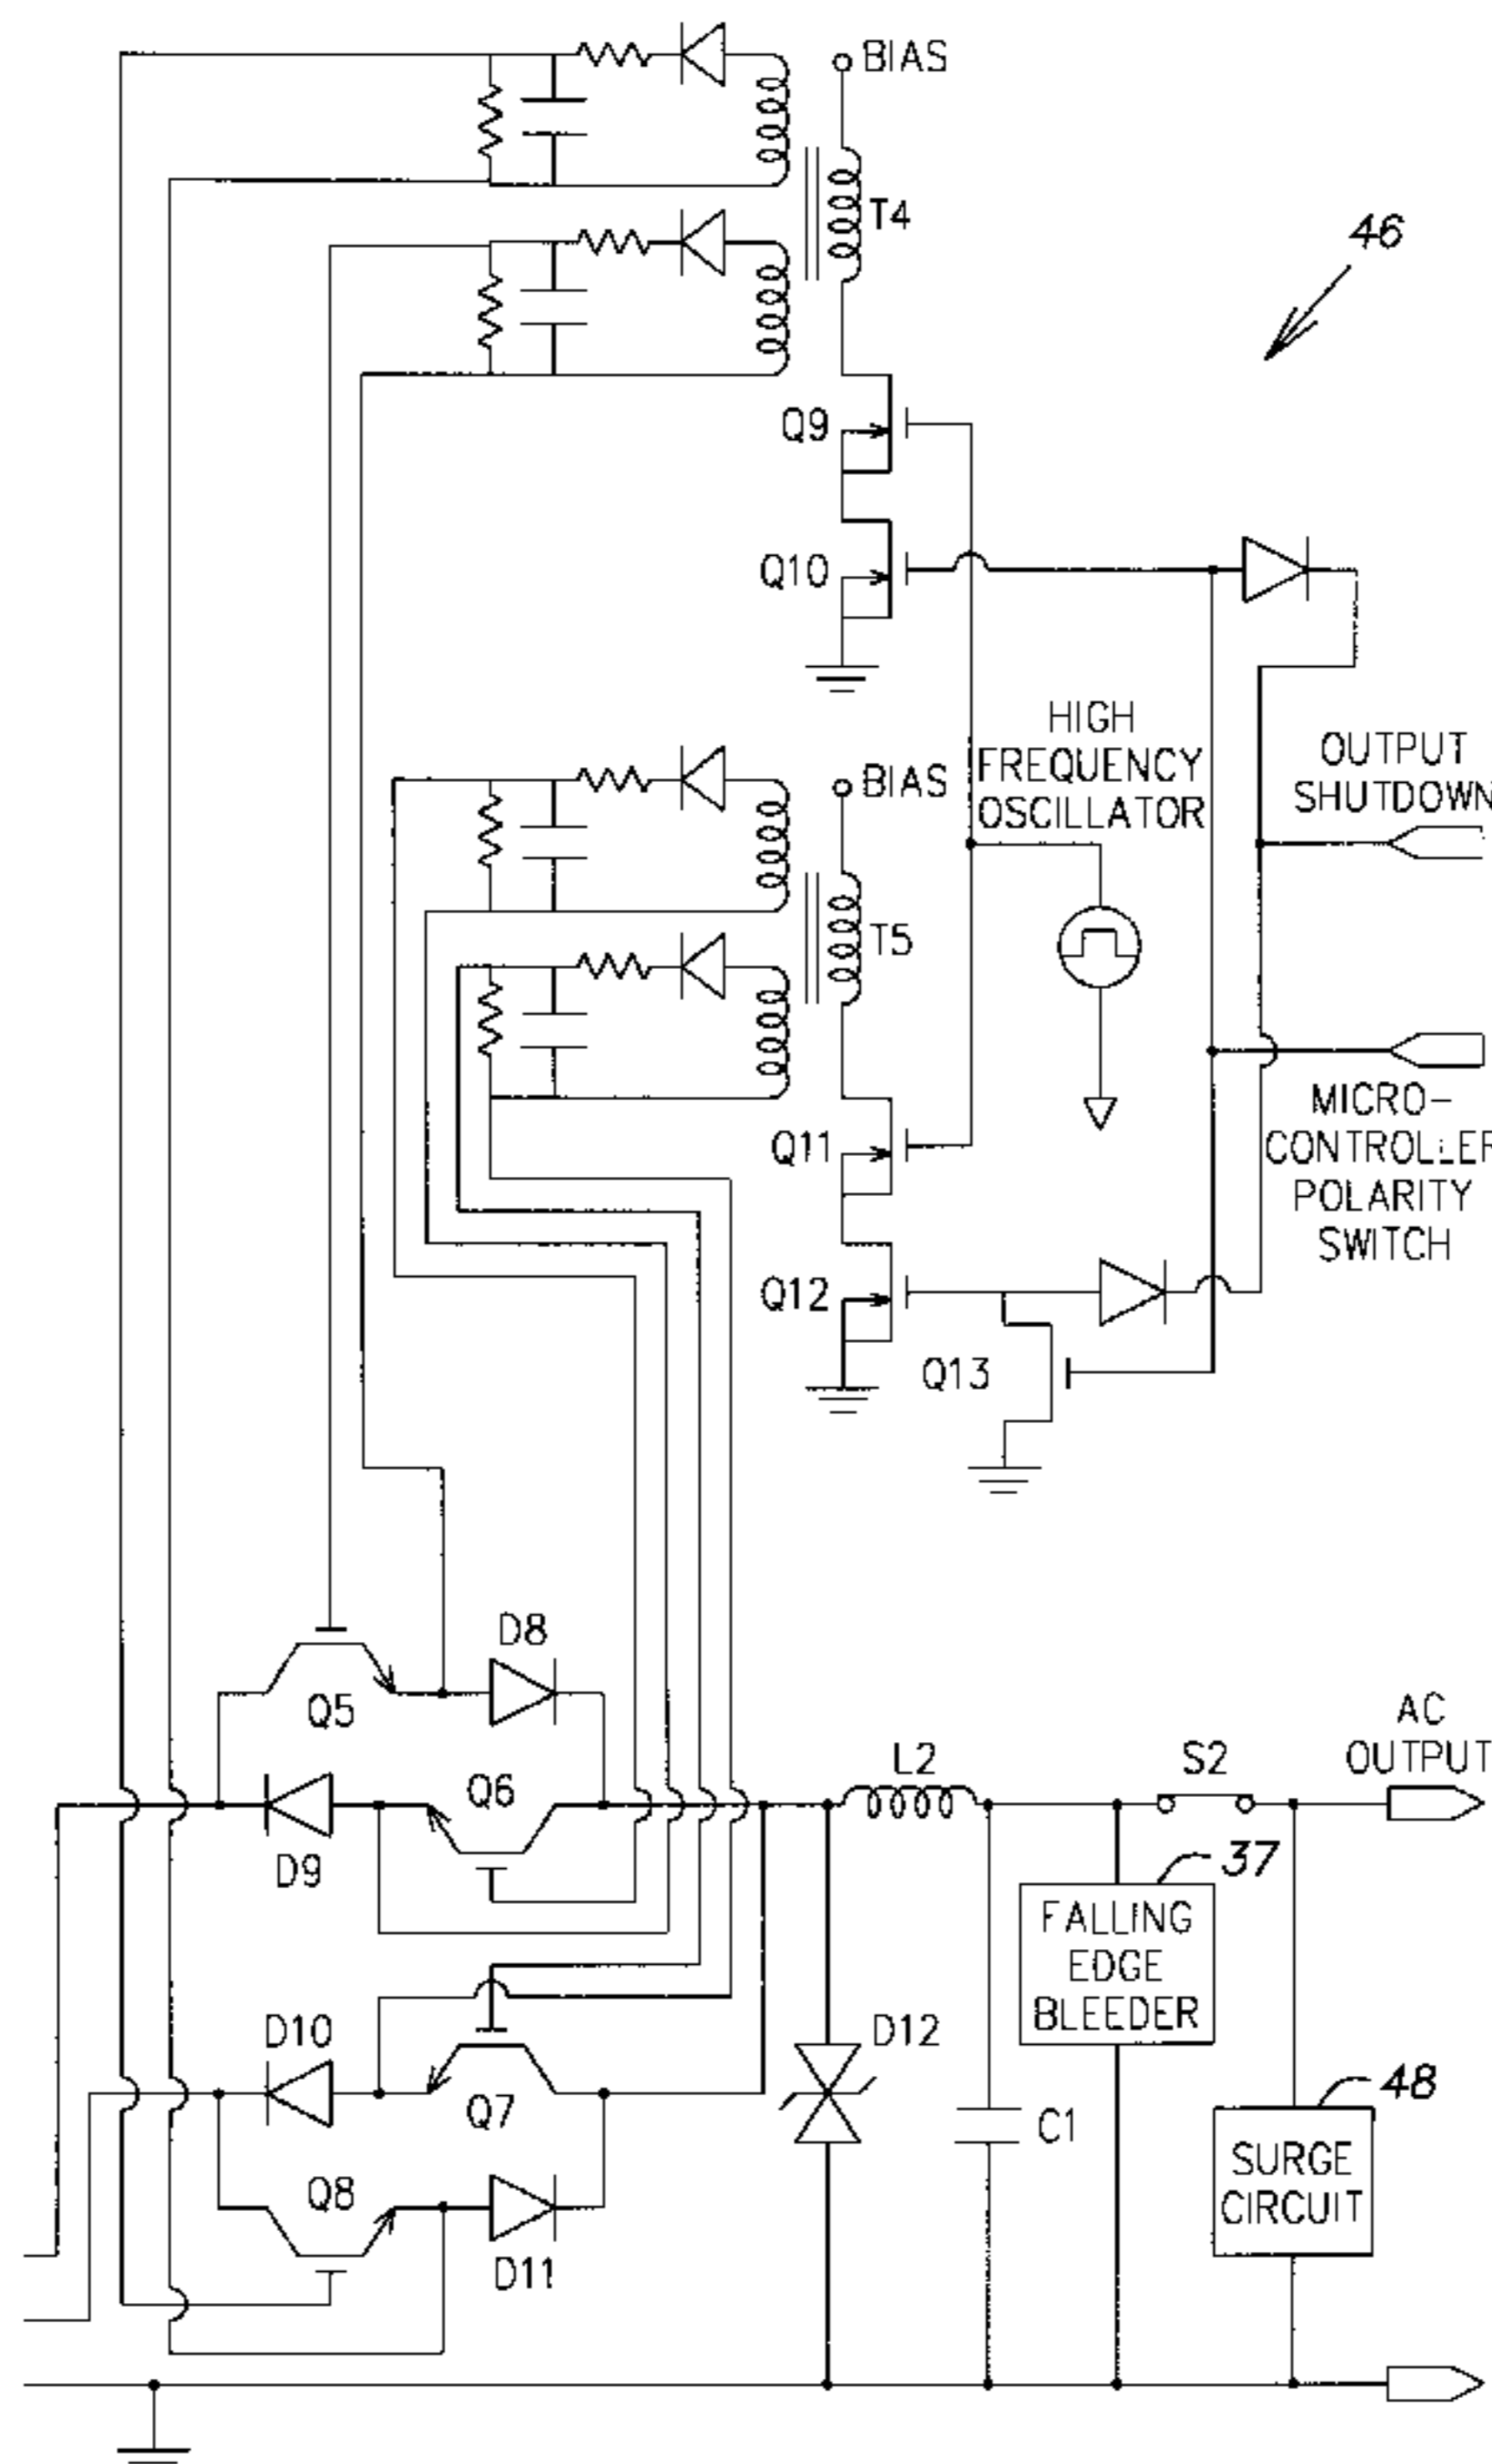 BIAS
T4
46
Q9
Q10
HIGH
FREQUENCY
OSCILLATOR
OUTPUT
SHUTDOWN
BIAS
T5
MICRO-
CONTROLLER
POLARITY
SWITCH
Q11
Q12
Q13
D8
Q5
AC
OUTPUT
L2
S2
Q6
D9
37
FALLING
EDGE
BLEEDER
D10
D12
Q7
C1
48
SURGE
CIRCUIT
Q8
D11